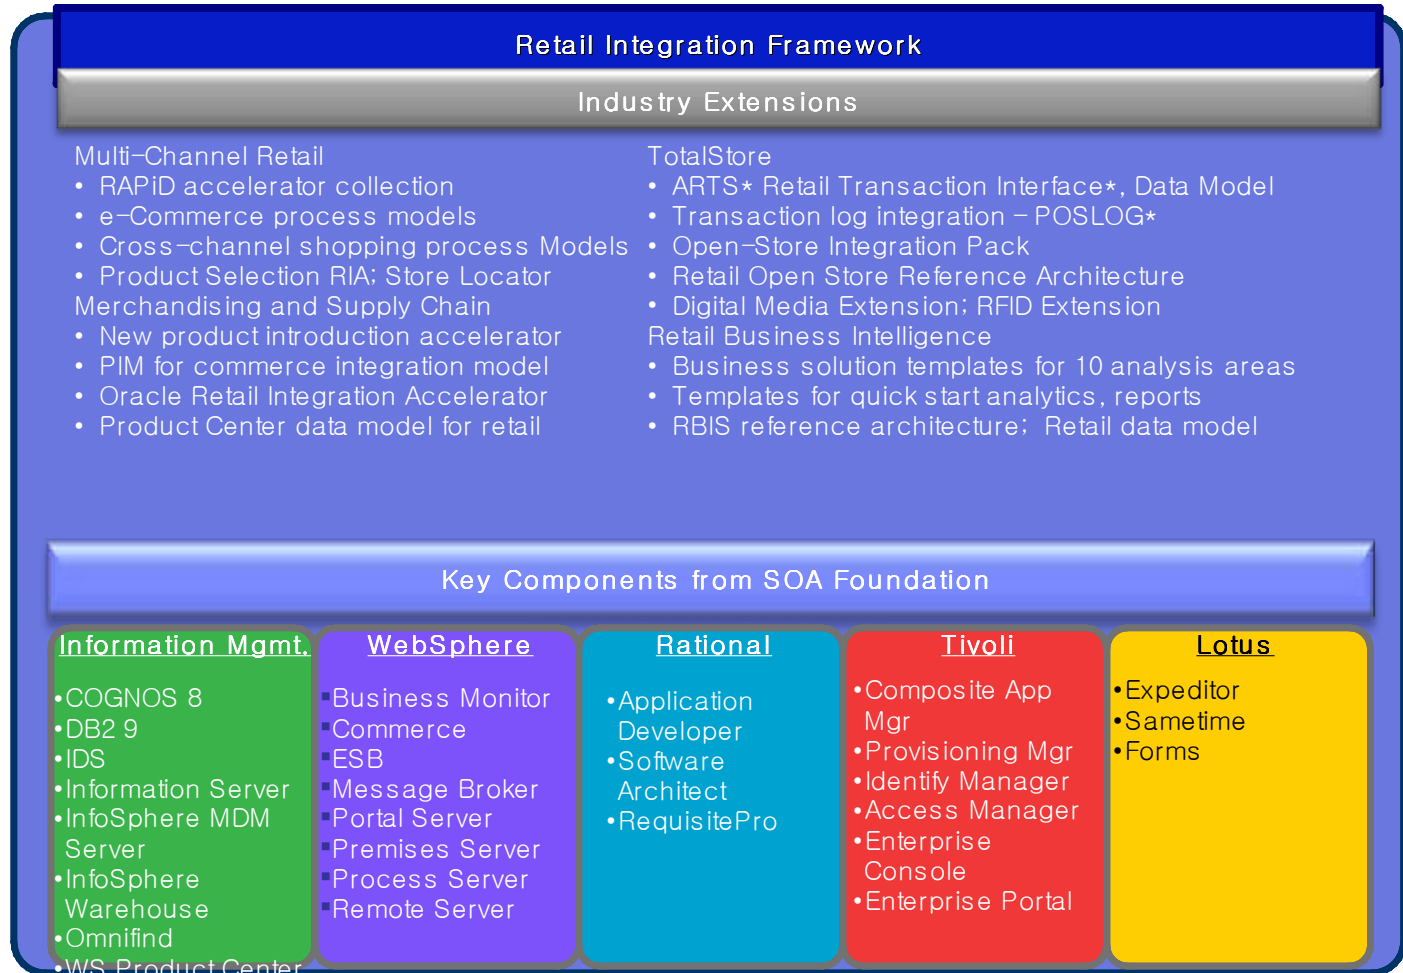 Retail Integration Framework
Industry Extensions
Multi-Channel Retail
• RAPiD accelerator collection
• e-Commerce process models
• Cross-channel shopping process Models
• Product Selection RIA; Store Locator
Merchandising and Supply Chain
• New product introduction accelerator
• PIM for commerce integration model
• Oracle Retail Integration Accelerator
• Product Center data model for retail
TotalStore
• ARTS* Retail Transaction Interface*, Data Model
• Transaction log integration - POSLOG*
• Open-Store Integration Pack
• Retail Open Store Reference Architecture
• Digital Media Extension; RFID Extension
Retail Business Intelligence
• Business solution templates for 10 analysis areas
• Templates for quick start analytics, reports
• RBIS reference architecture; Retail data model
Key Components from SOA Foundation
Information Mgmt.
•COGNOS 8
•DB2 9
•IDS
•Information Server
•InfoSphere MDM
Server
•InfoSphere
Warehouse
•Omnifind
•WS Product Center
WebSphere
▪Business Monitor
▪Commerce
▪ESB
▪Message Broker
▪Portal Server
▪Premises Server
▪Process Server
▪Remote Server
Rational
•Application
Developer
•Software
Architect
•RequisitePro
Tivoli
•Composite App
Mgr
•Provisioning Mgr
•Identify Manager
•Access Manager
•Enterprise
Console
•Enterprise Portal
Lotus
•Expeditor
•Sametime
•Forms